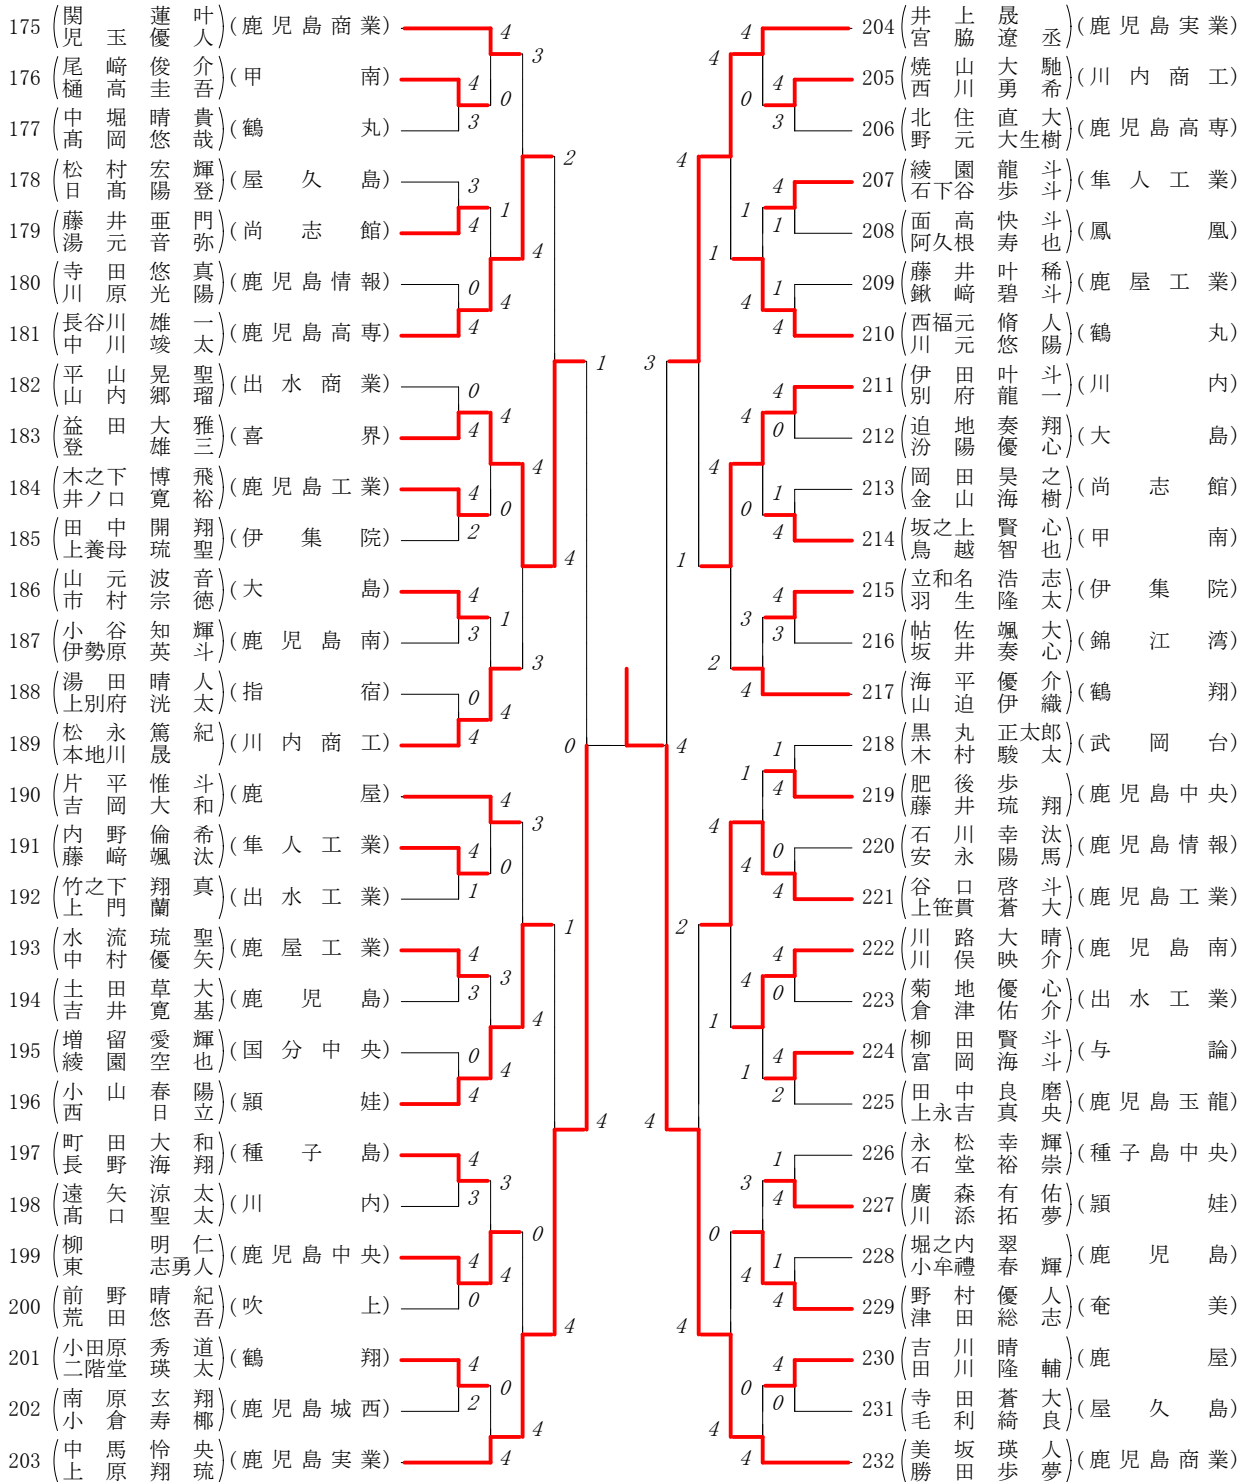 175 (関 蓮叶 児玉優人) (鹿児島商業)
176 (尾﨑俊介 樋高圭吾) (甲南)
177 (中堀晴貴 髙岡悠哉) (鶴丸)
178 (松村宏輝 日髙陽登) (屋久島)
179 (藤井亜門 湯元音弥) (尚志館)
180 (寺田悠真 川原光陽) (鹿児島情報)
181 (長谷川雄一 中川竣太) (鹿児島高専)
182 (平山晃聖 山内郷瑠) (出水商業)
183 (益田大雅 登雄三) (喜界)
184 (木之下博飛 井ノ口寛裕) (鹿児島工業)
185 (田中開翔 上養母琉聖) (伊集院)
186 (山元波音 市村宗徳) (大島)
187 (小谷知輝 伊勢原英斗) (鹿児島南)
188 (湯田晴人 上別府洸太) (指宿)
189 (松永篤紀 本地川晟) (川内商工)
190 (片平惟斗 吉岡大和) (鹿屋)
191 (内野倫希 藤﨑颯汰) (隼人工業)
192 (竹之下翔真 上門蘭) (出水工業)
193 (水流琉聖 中村優矢) (鹿屋工業)
194 (土田草大 吉井寛基) (鹿児島)
195 (増留愛輝 綾園空也) (国分中央)
196 (小山春陽 西日立) (頴娃)
197 (町田大和 長野海翔) (種子島)
198 (遠矢涼太 髙口聖太) (川内)
199 (柳明仁 東志勇人) (鹿児島中央)
200 (前野晴紀 荒田悠吾) (吹上)
201 (小田原秀道 二階堂瑛太) (鶴翔)
202 (南原玄翔 小倉寿梛) (鹿児島城西)
203 (中馬怜央 上原翔琉) (鹿児島実業)
4
3
4
0
3
2
3
1
4
4
0
4
4
1
0
4
4
4
4
0
2
4
4
1
3
3
0
4
4
0
4
3
4
0
1
1
4
3
3
4
0
4
4
4
4
3
3
0
4
4
0
4
4
0
2
4
4
204 (井上晟 宮脇遼丞) (鹿児島実業)
205 (焼山大馳 西川勇希) (川内商工)
206 (北住直大 野元大生樹) (鹿児島高専)
207 (綾園龍斗 石下谷歩斗) (隼人工業)
208 (面高快斗 阿久根寿也) (鳳凰)
209 (藤井叶稀 鍬﨑碧斗) (鹿屋工業)
210 (西福元脩人 川元悠陽) (鶴丸)
211 (伊田叶斗 別府龍一) (川内)
212 (迫地奏翔 汾陽優心) (大島)
213 (岡田昊之 金山海樹) (尚志館)
214 (坂之上賢心 鳥越智也) (甲南)
215 (立和名浩志 羽生隆太) (伊集院)
216 (帖佐颯大 坂井奏心) (錦江湾)
217 (海平優介 山迫伊織) (鶴翔)
218 (黒丸正太郎 木村駿太) (武岡台)
219 (肥後歩 藤井琉翔) (鹿児島中央)
220 (石川幸汰 安永陽馬) (鹿児島情報)
221 (谷口啓斗 上笹貫蒼大) (鹿児島工業)
222 (川路大晴 川俣映介) (鹿児島南)
223 (菊地優心 倉津佑介) (出水工業)
224 (柳田賢斗 富岡海斗) (与論)
225 (田中良磨 上永吉真央) (鹿児島玉龍)
226 (永松幸輝 石堂裕崇) (種子島中央)
227 (廣森有佑 川添拓夢) (頴娃)
228 (堀之内翠 小牟禮春輝) (鹿児島)
229 (野村優人 津田総志) (奄美)
230 (吉川晴 田川隆輔) (鹿屋)
231 (寺田蒼大 毛利綺良) (屋久島)
232 (美坂瑛人 勝田歩夢) (鹿児島商業)
4
4
4
0
3
4
4
1
1
1
1
4
4
3
4
4
0
4
1
0
4
1
4
3
3
2
4
4
1
1
4
4
0
4
4
2
4
4
0
1
4
1
2
4
1
3
4
0
1
4
4
4
4
0
0
4